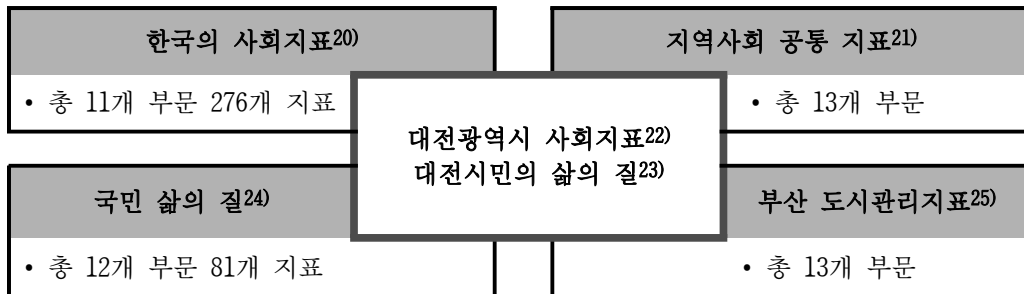 한국의 사회지표20)
• 총 11개 부문 276개 지표
지역사회 공통 지표21)
• 총 13개 부문
대전광역시 사회지표22)
대전시민의 삶의 질23)
국민 삶의 질24)
• 총 12개 부문 81개 지표
부산 도시관리지표25)
• 총 13개 부문